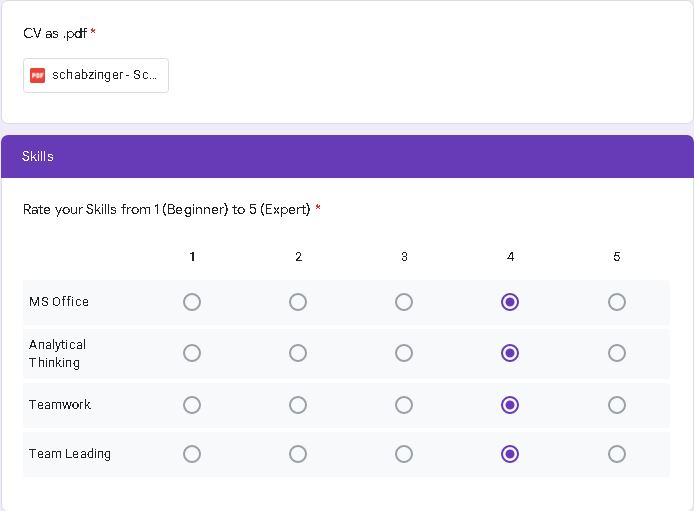 CV as .pdf *
PDF schabzinger - Sc...
Skills
Rate your Skills from 1 (Beginner) to 5 (Expert) *
1 2 3 4 5
MS Office
Analytical
Thinking
Teamwork
Team Leading